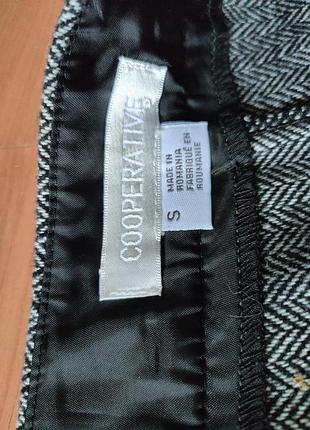 COOPERATIVE
S
MADE IN
ROMANIA
FABRIQUÉ EN
ROUMANIE